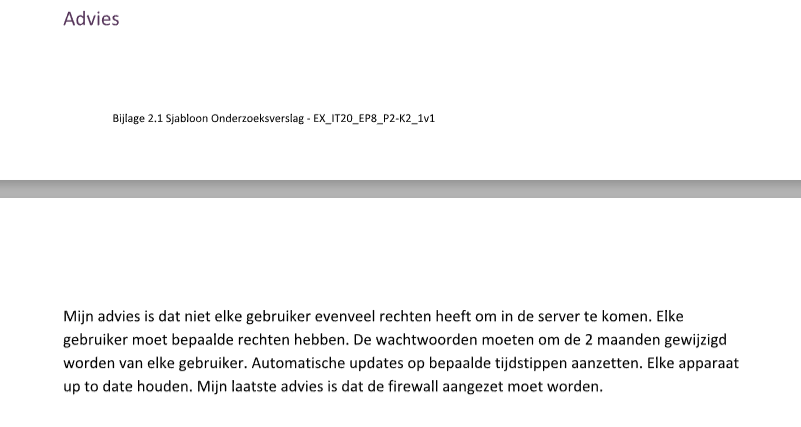 Advies
Bijlage 2.1 Sjabloon Onderzoeksverslag - EX_IT20_EP8_P2-K2_1v1
Mijn advies is dat niet elke gebruiker evenveel rechten heeft om in de server te komen. Elke
gebruiker moet bepaalde rechten hebben. De wachtwoorden moeten om de 2 maanden gewijzigd
worden van elke gebruiker. Automatische updates op bepaalde tijdstippen aanzetten. Elke apparaat
up to date houden. Mijn laatste advies is dat de firewall aangezet moet worden.